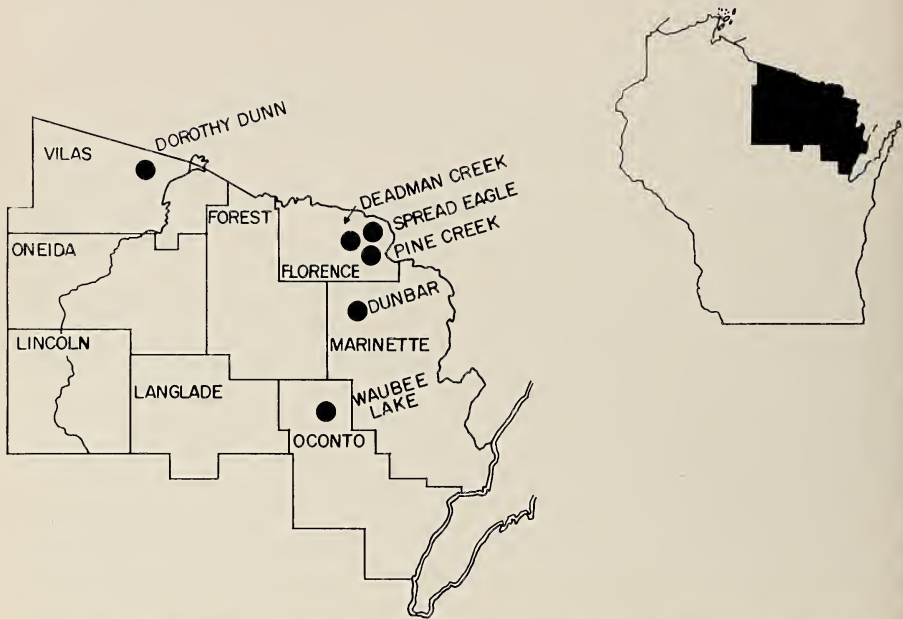 DOROTHY DUNN
VILAS
DEADMAN CREEK
SPREAD EAGLE
FOREST
PINE CREEK
ONEIDA
FLORENCE
DUNBAR
LINCOLN
MARINETTE
LANGLADE
WAUBEE
LAKE
OCONTO